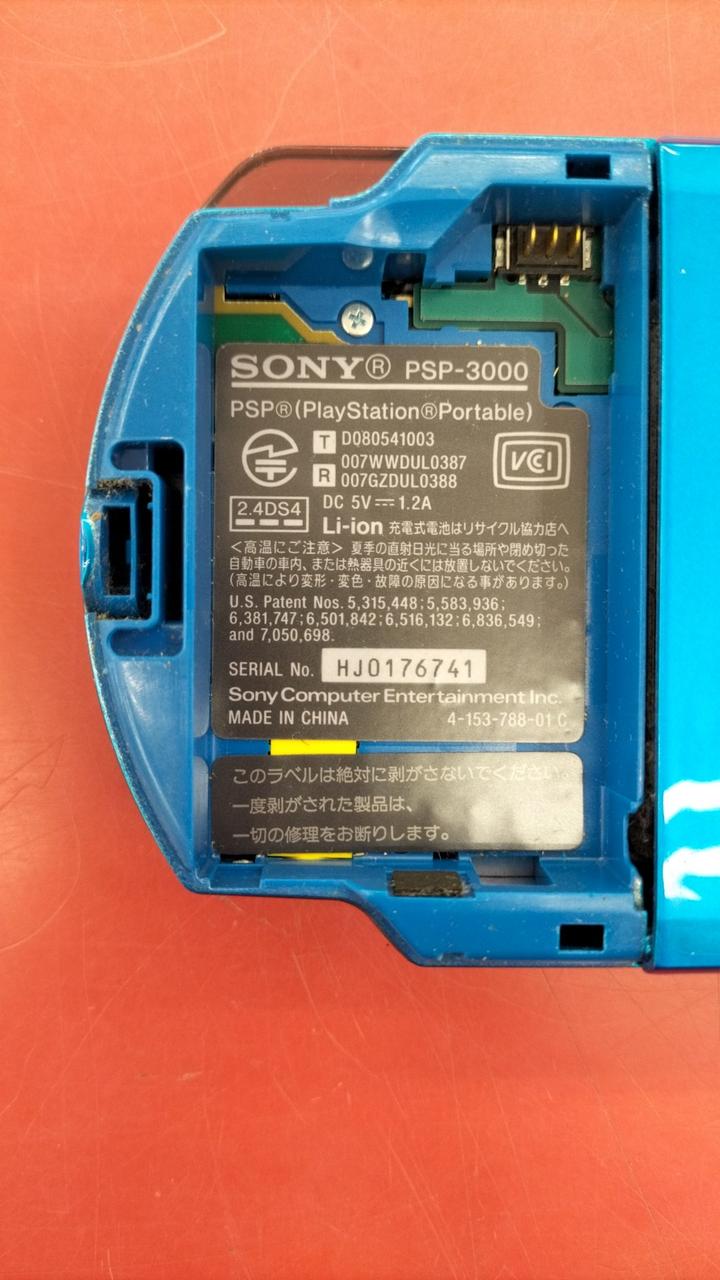 SONY® PSP-3000
PSP®(PlayStation®Portable)
T D080541003
R 007WWDUL0387
007GZDUL0388
VCI
2.4DS4
DC 5V⎓1.2A
Li-ion 充電式電池はリサイクル協力店へ
<高温にご注意> 夏季の直射日光に当る場所や閉め切った
自動車の車内、または熱器具の近くには放置しないでください。
(高温により変形・変色・故障の原因になる事があります。)
U.S. Patent Nos. 5,315,448; 5,583,936;
6,381,747; 6,501,842; 6,516,132; 6,836,549;
and 7,050,698.
SERIAL No. HJ0176741
Sony Computer Entertainment Inc.
MADE IN CHINA 4-153-788-01 C
このラベルは絶対に剥がさないでください。
一度剥がされた製品は、
一切の修理をお断りします。